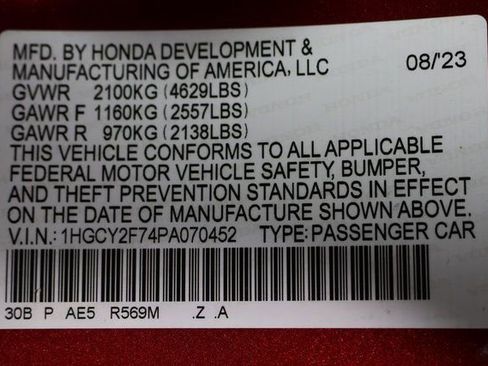 MFD. BY HONDA DEVELOPMENT &
MANUFACTURING OF AMERICA, LLC 08/'23
GVWR 2100KG (4629LBS)
GAWR F 1160KG (2557LBS)
GAWR R 970KG (2138LBS)
THIS VEHICLE CONFORMS TO ALL APPLICABLE
FEDERAL MOTOR VEHICLE SAFETY, BUMPER,
AND THEFT PREVENTION STANDARDS IN EFFECT
ON THE DATE OF MANUFACTURE SHOWN ABOVE.
V.I.N.: 1HGCY2F74PA070452 TYPE: PASSENGER CAR
30B P AE5 R569M .Z .A